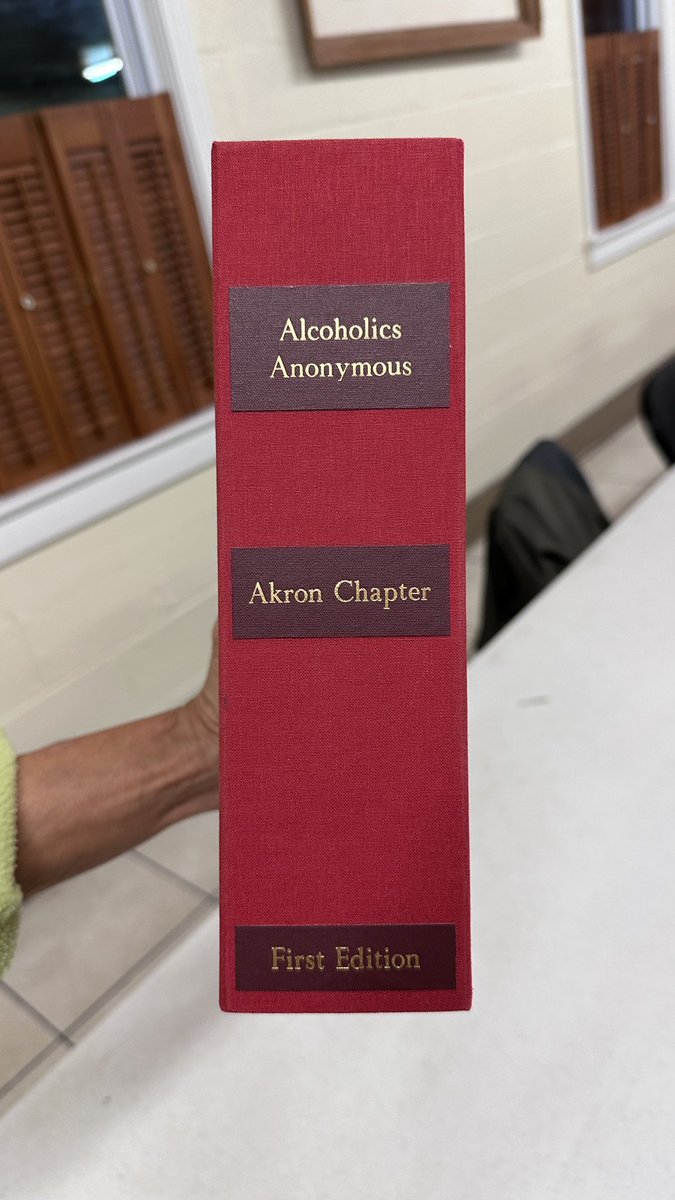 Alcoholics
Anonymous
Akron Chapter
First Edition